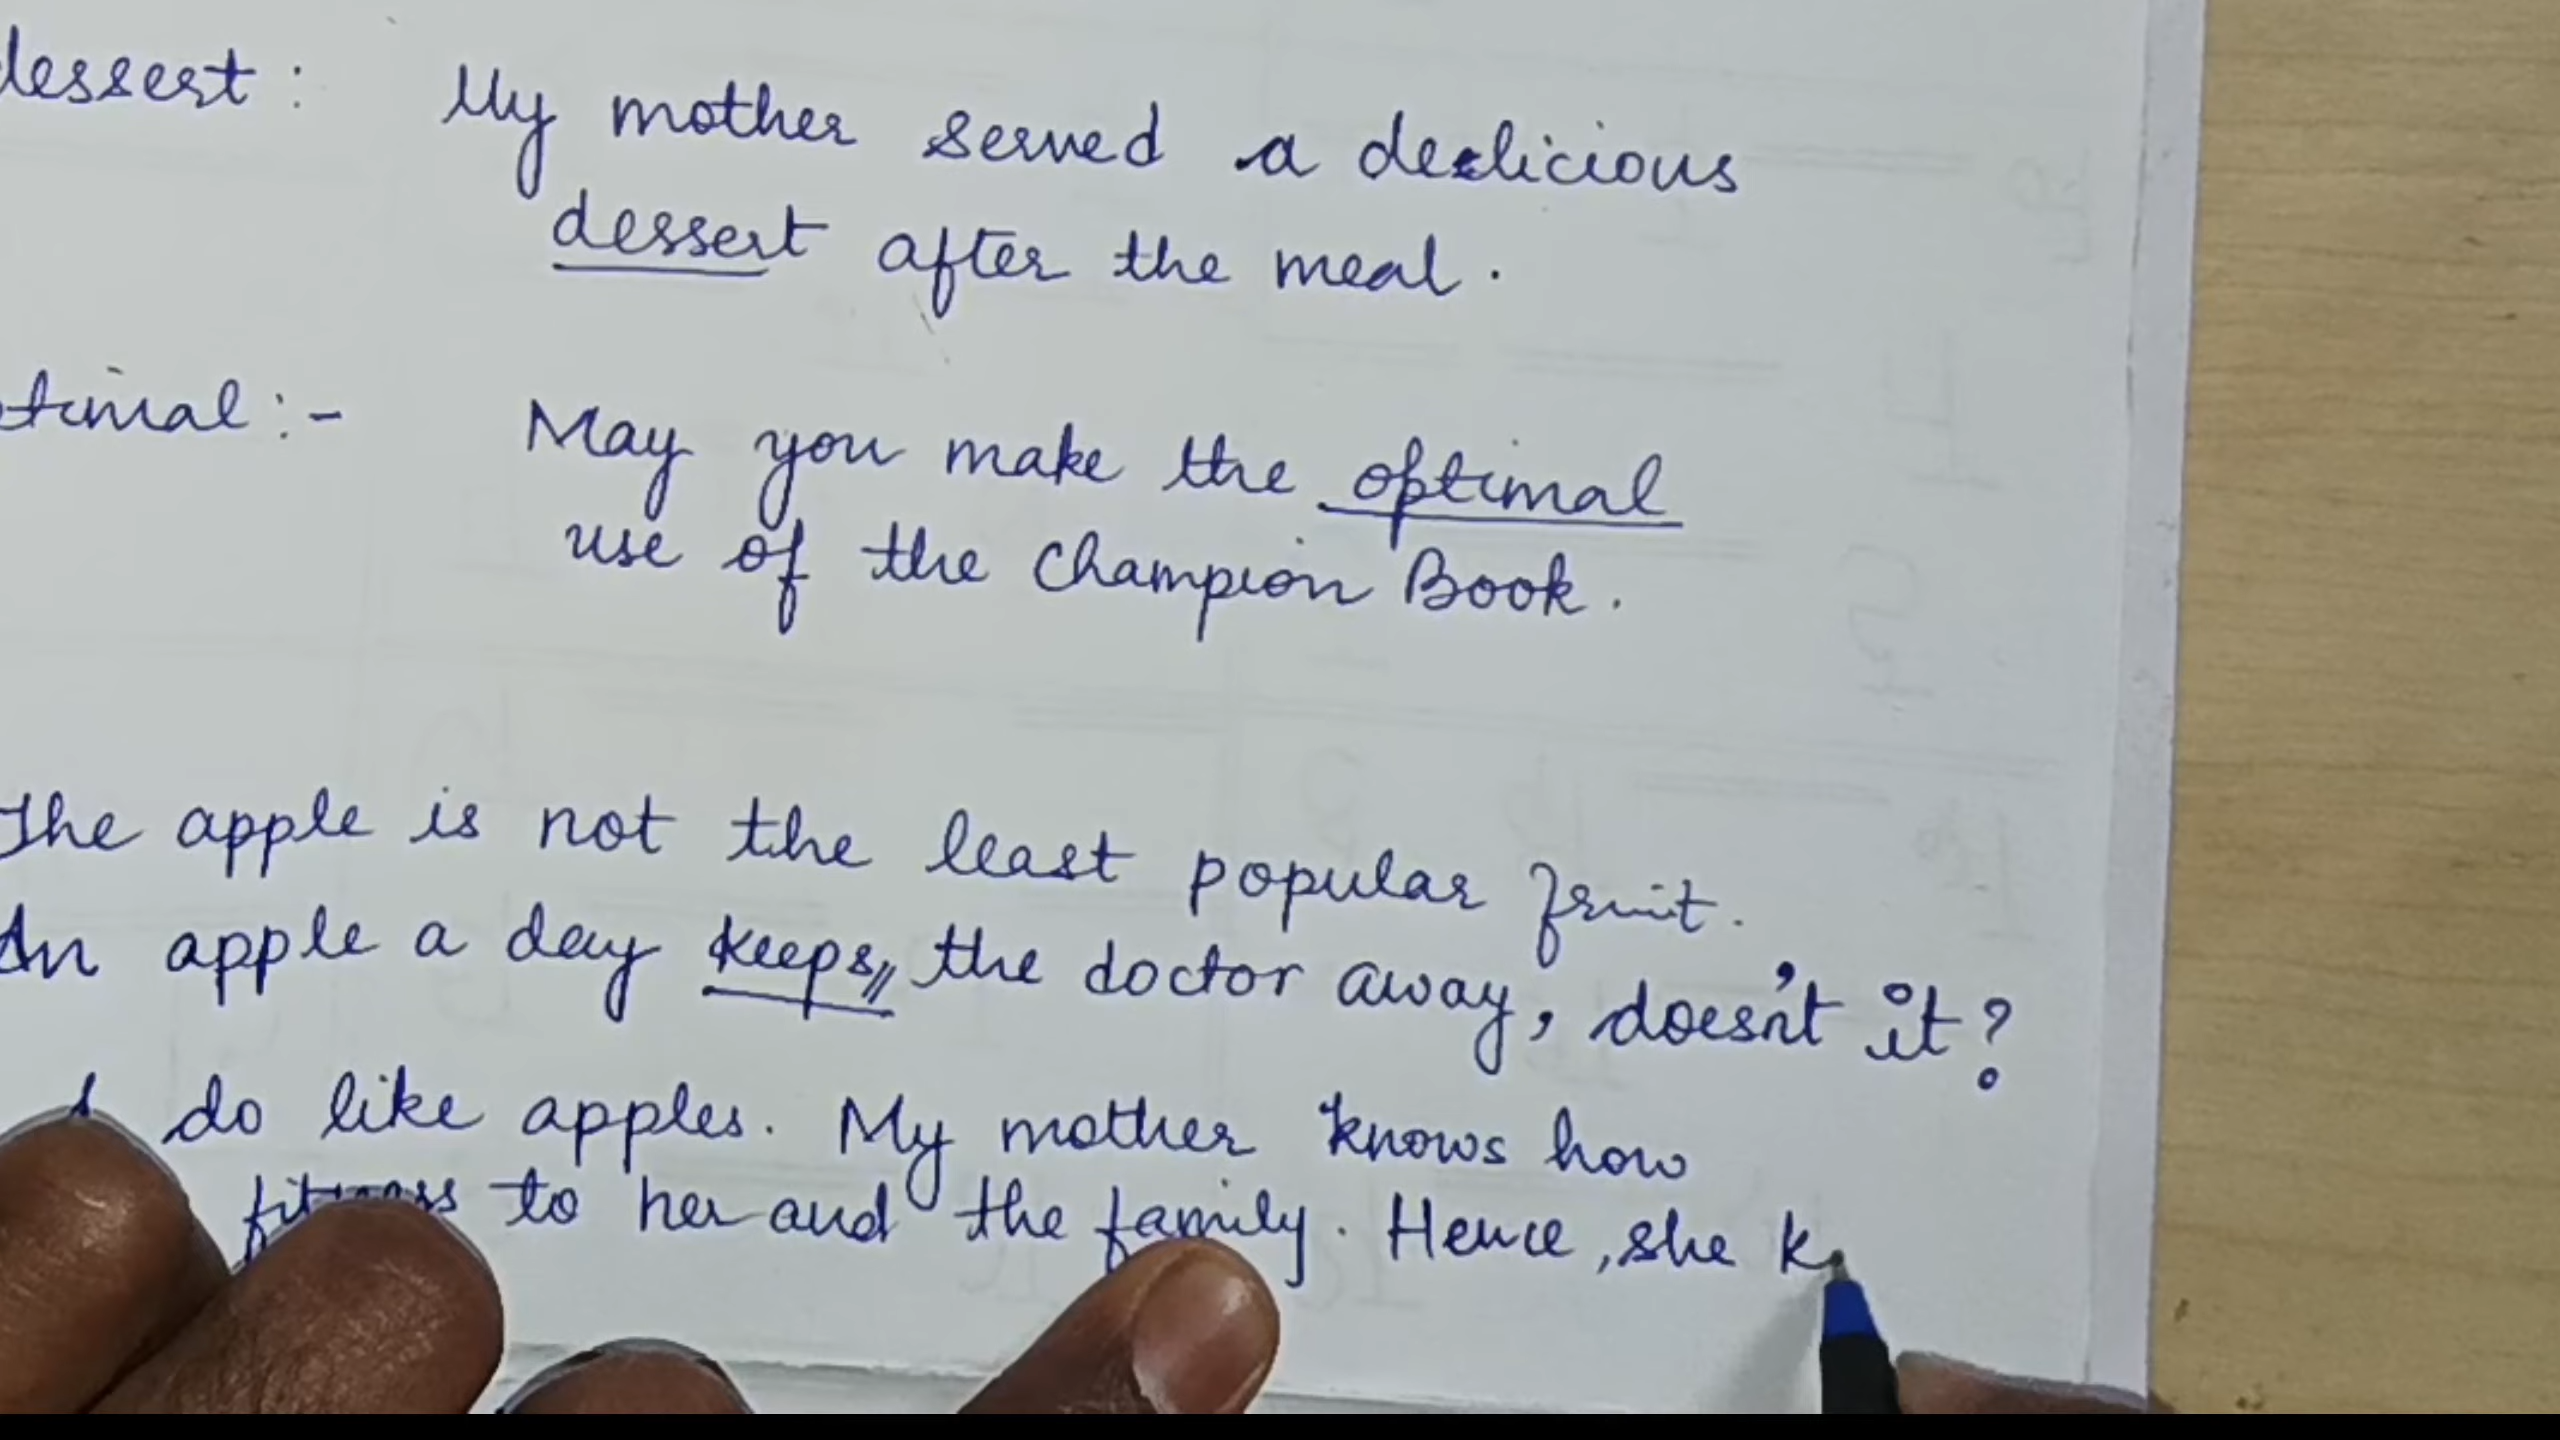 dessert: My mother served a delicious
dessert after the meal.
optimal:- May you make the optimal
use of the Champion Book.
The apple is not the least popular fruit.
An apple a day keeps the doctor away, doesn't it?
I do like apples. My mother knows how
fitness to her and the family. Hence, she k